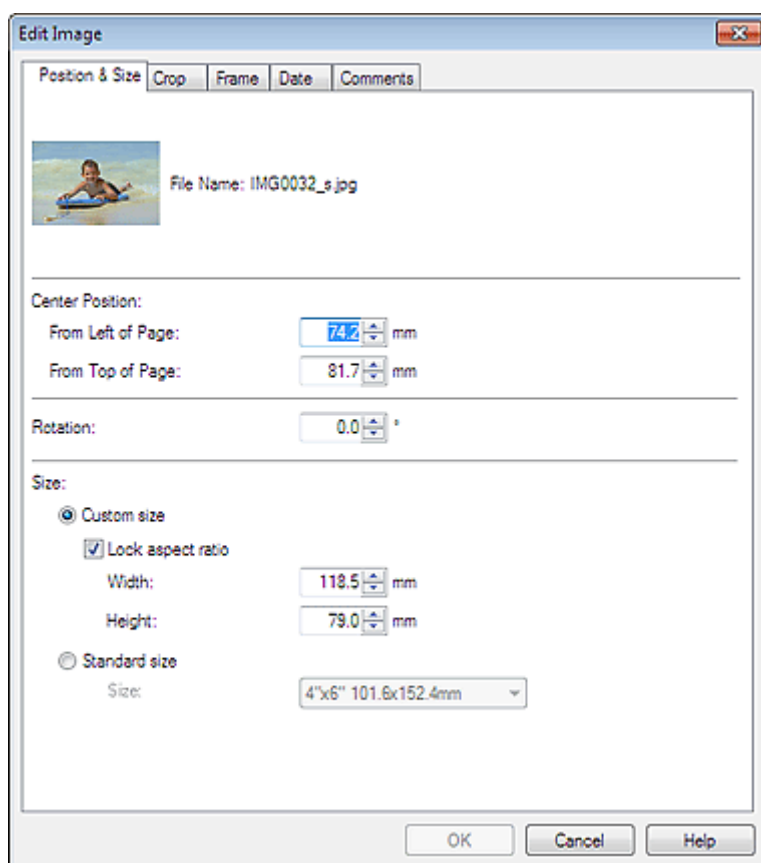 Edit Image
Position & Size Crop Frame Date Comments
File Name: IMG0032_s.jpg
Center Position:
From Left of Page: 74.2 mm
From Top of Page: 81.7 mm
Rotation: 0.0 °
Size:
Custom size
Lock aspect ratio
Width: 118.5 mm
Height: 79.0 mm
Standard size
Size: 4"x6" 101.6x152.4mm
OK Cancel Help